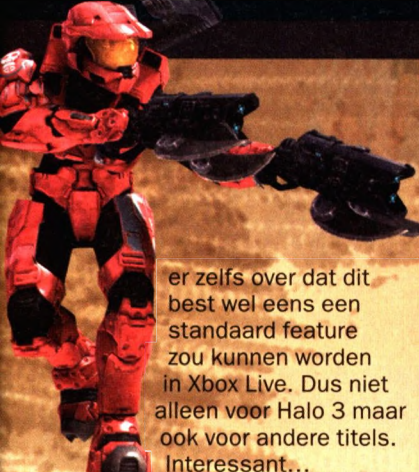 er zelfs over dat dit
best wel eens een
standaard feature
zou kunnen worden
in Xbox Live. Dus niet
alleen voor Halo 3 maar
ook voor andere titels.
Interessant...